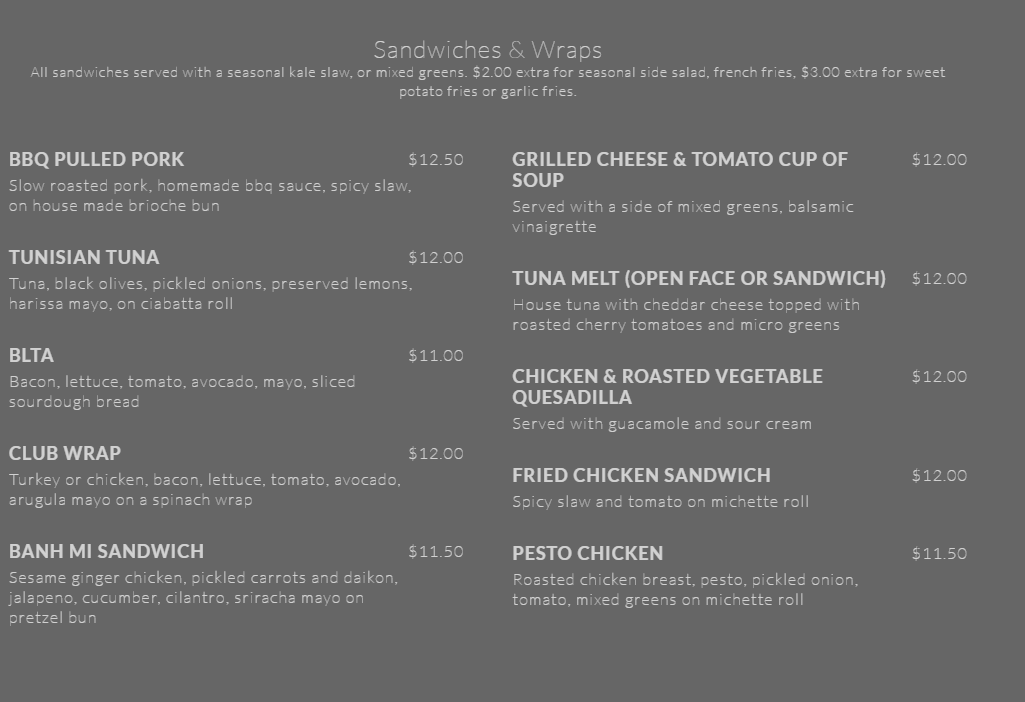 Sandwiches & Wraps
All sandwiches served with a seasonal kale slaw, or mixed greens. $2.00 extra for seasonal side salad, french fries, $3.00 extra for sweet
potato fries or garlic fries.
BBQ PULLED PORK $12.50
Slow roasted pork, homemade bbq sauce, spicy slaw,
on house made brioche bun
TUNISIAN TUNA $12.00
Tuna, black olives, pickled onions, preserved lemons,
harissa mayo, on ciabatta roll
BLTA $11.00
Bacon, lettuce, tomato, avocado, mayo, sliced
sourdough bread
CLUB WRAP $12.00
Turkey or chicken, bacon, lettuce, tomato, avocado,
arugula mayo on a spinach wrap
BANH MI SANDWICH $11.50
Sesame ginger chicken, pickled carrots and daikon,
jalapeno, cucumber, cilantro, sriracha mayo on
pretzel bun
GRILLED CHEESE & TOMATO CUP OF $12.00
SOUP
Served with a side of mixed greens, balsamic
vinaigrette
TUNA MELT (OPEN FACE OR SANDWICH) $12.00
House tuna with cheddar cheese topped with
roasted cherry tomatoes and micro greens
CHICKEN & ROASTED VEGETABLE $12.00
QUESADILLA
Served with guacamole and sour cream
FRIED CHICKEN SANDWICH $12.00
Spicy slaw and tomato on michette roll
PESTO CHICKEN $11.50
Roasted chicken breast, pesto, pickled onion,
tomato, mixed greens on michette roll